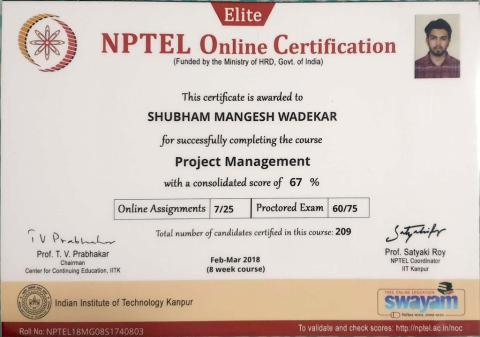 Elite
NPTEL Online Certification
(Funded by the Ministry of HRD, Govt. of India)
This certificate is awarded to
SHUBHAM MANGESH WADEKAR
for successfully completing the course
Project Management
with a consolidated score of 67 %
Online Assignments 7/25 Proctored Exam 60/75
Total number of candidates certified in this course: 209
T V Prabhakar
Prof. T. V. Prabhakar
Chairman
Center for Continuing Education, IITK
Feb-Mar 2018
(8 week course)
Prof. Satyaki Roy
NPTEL Coordinator
IIT Kanpur
Indian Institute of Technology Kanpur
FREE ONLINE EDUCATION
swayam
Roll No: NPTEL18MG08S1740803
To validate and check scores: http://nptel.ac.in/noc